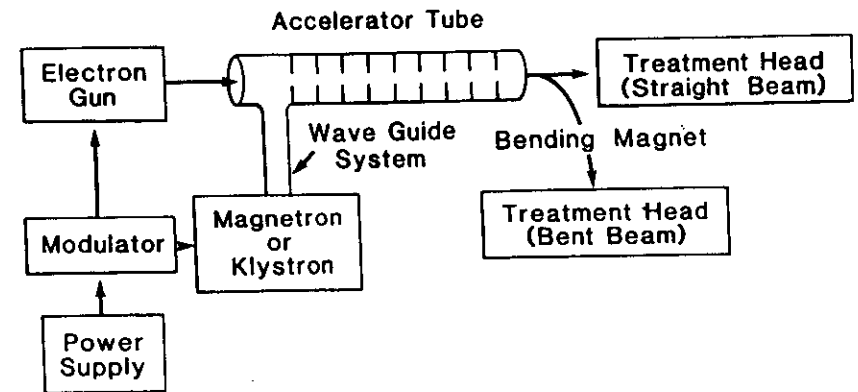 Accelerator Tube
Electron
Gun
Treatment Head
(Straight Beam)
Wave Guide
System
Bending Magnet
Modulator
Magnetron
or
Klystron
Treatment Head
(Bent Beam)
Power
Supply